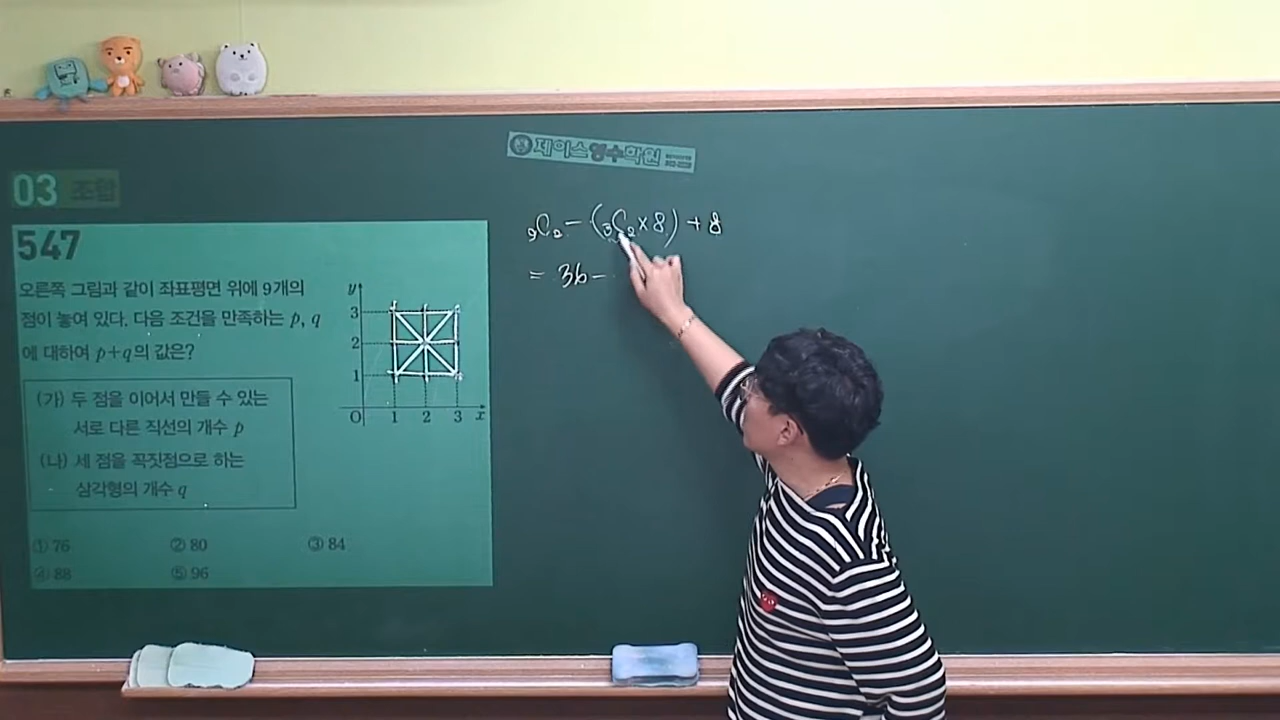 제이스영수학원
03 조합
547
오른쪽 그림과 같이 좌표평면 위에 9개의
점이 놓여 있다. 다음 조건을 만족하는 p, q
에 대하여 p+q의 값은?
(가) 두 점을 이어서 만들 수 있는
서로 다른 직선의 개수 p
(나) 세 점을 꼭짓점으로 하는
삼각형의 개수 q
y
3
2
1
O 1 2 3 x
① 76 ② 80 ③ 84
④ 88 ⑤ 96
₉C₂ - (₃C₂×8) + 8
= 36 -